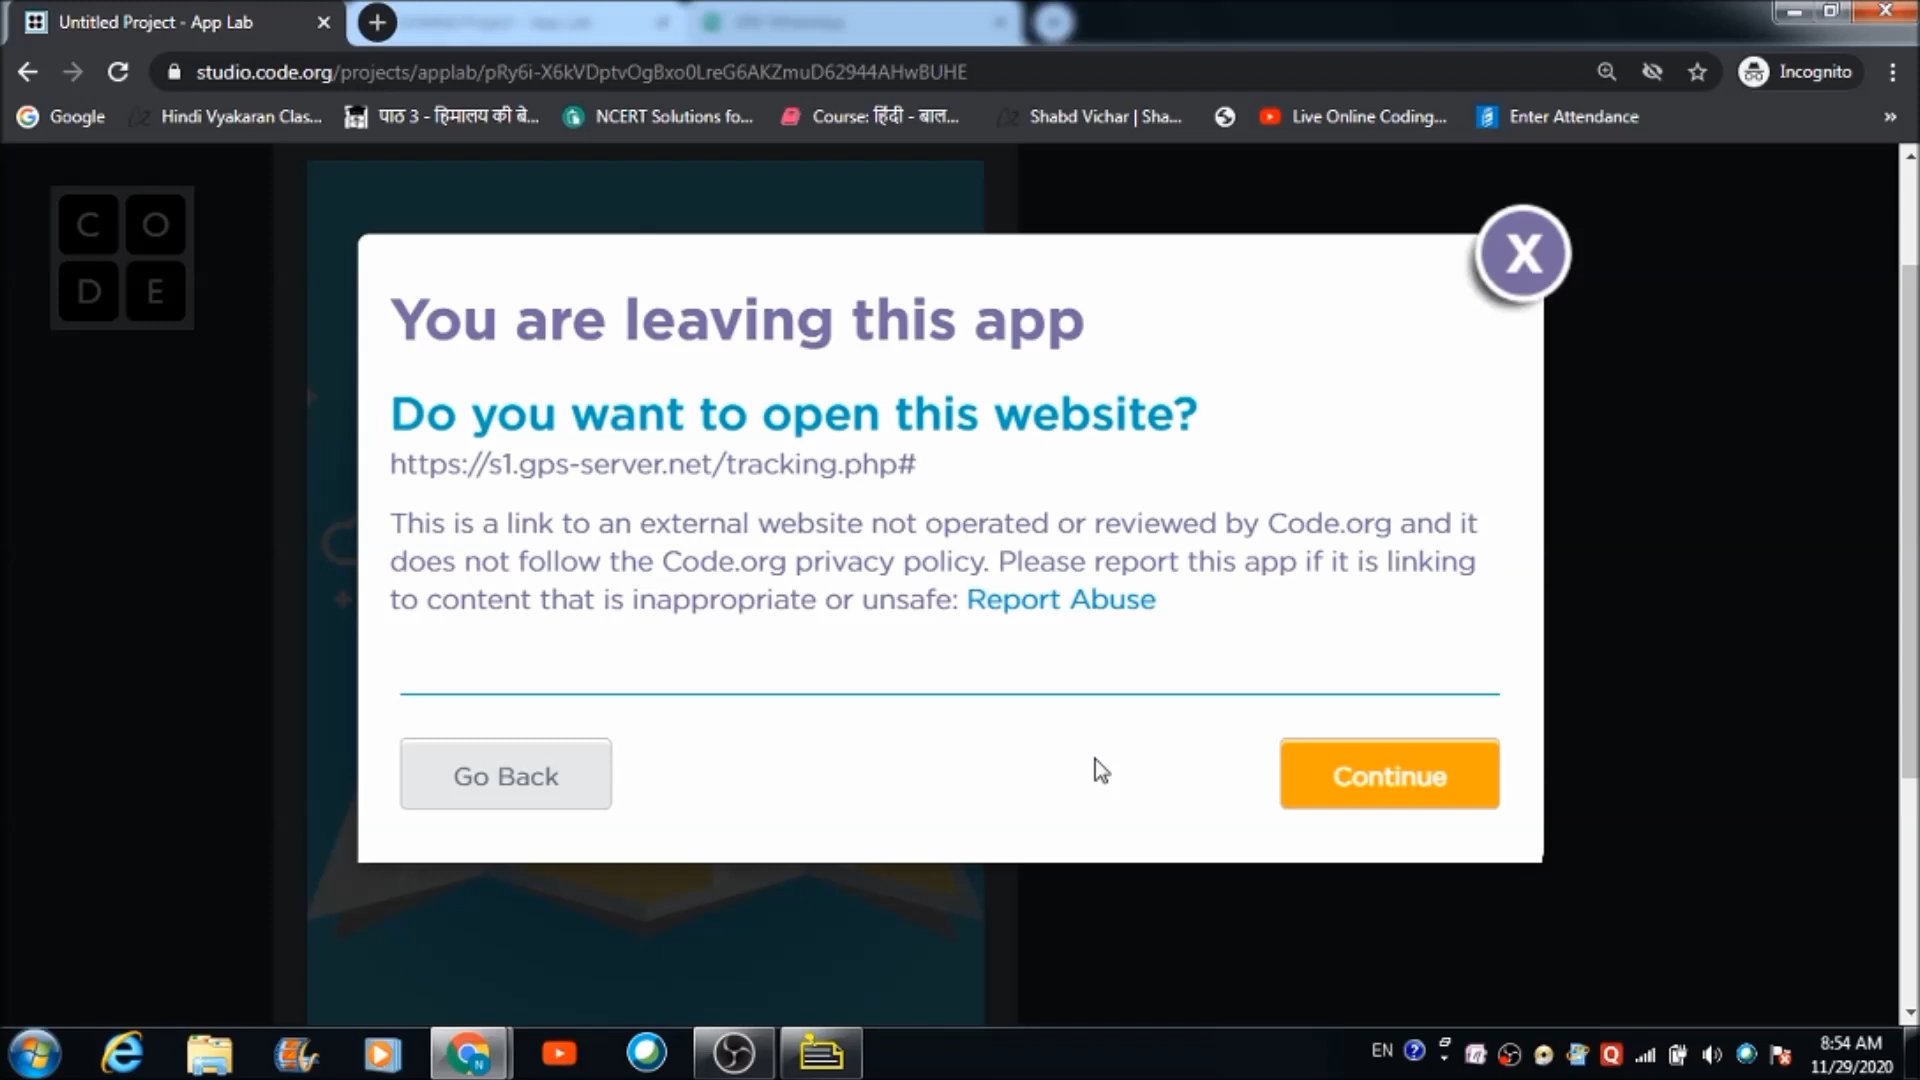 Untitled Project - App Lab
studio.code.org/projects/applab/pRy6i-X6kVDptvOgBxo0LreG6AKZmuD62944AHwBUHE
Incognito
Google
Hindi Vyakaran Clas...
पाठ 3 - हिमालय की बे...
NCERT Solutions fo...
Course: हिंदी - बाल...
Shabd Vichar | Sha...
Live Online Coding...
Enter Attendance
»
C O
D E
X
You are leaving this app
Do you want to open this website?
https://s1.gps-server.net/tracking.php#
This is a link to an external website not operated or reviewed by Code.org and it
does not follow the Code.org privacy policy. Please report this app if it is linking
to content that is inappropriate or unsafe: Report Abuse
Go Back
Continue
EN
8:54 AM
11/29/2020